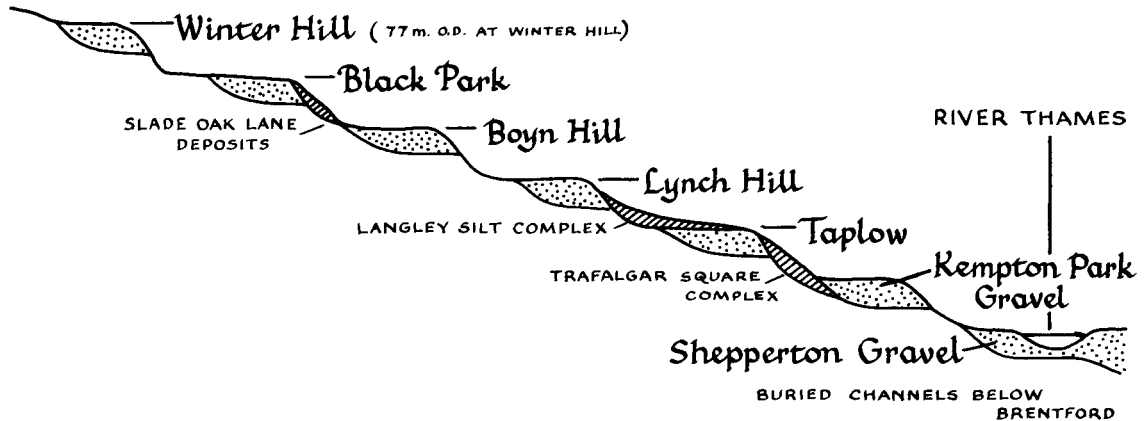 Winter Hill (77m. O.D. AT WINTER HILL)
Black Park
SLADE OAK LANE
DEPOSITS
Boyn Hill
RIVER THAMES
Lynch Hill
LANGLEY SILT COMPLEX
Taplow
TRAFALGAR SQUARE
COMPLEX
Kempton Park
Gravel
Shepperton Gravel
BURIED CHANNELS BELOW
BRENTFORD